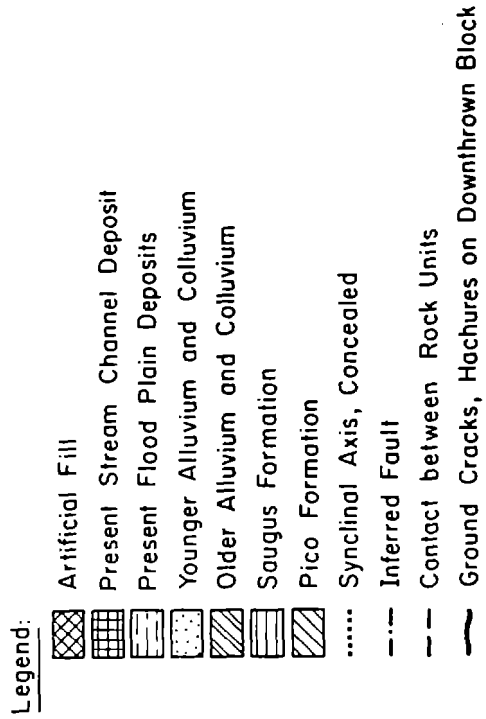 Legend:
Artificial Fill
Present Stream Channel Deposit
Present Flood Plain Deposits
Younger Alluvium and Colluvium
Older Alluvium and Colluvium
Saugus Formation
Pico Formation
Synclinal Axis, Concealed
Inferred Fault
Contact between Rock Units
Ground Cracks, Hachures on Downthrown Block